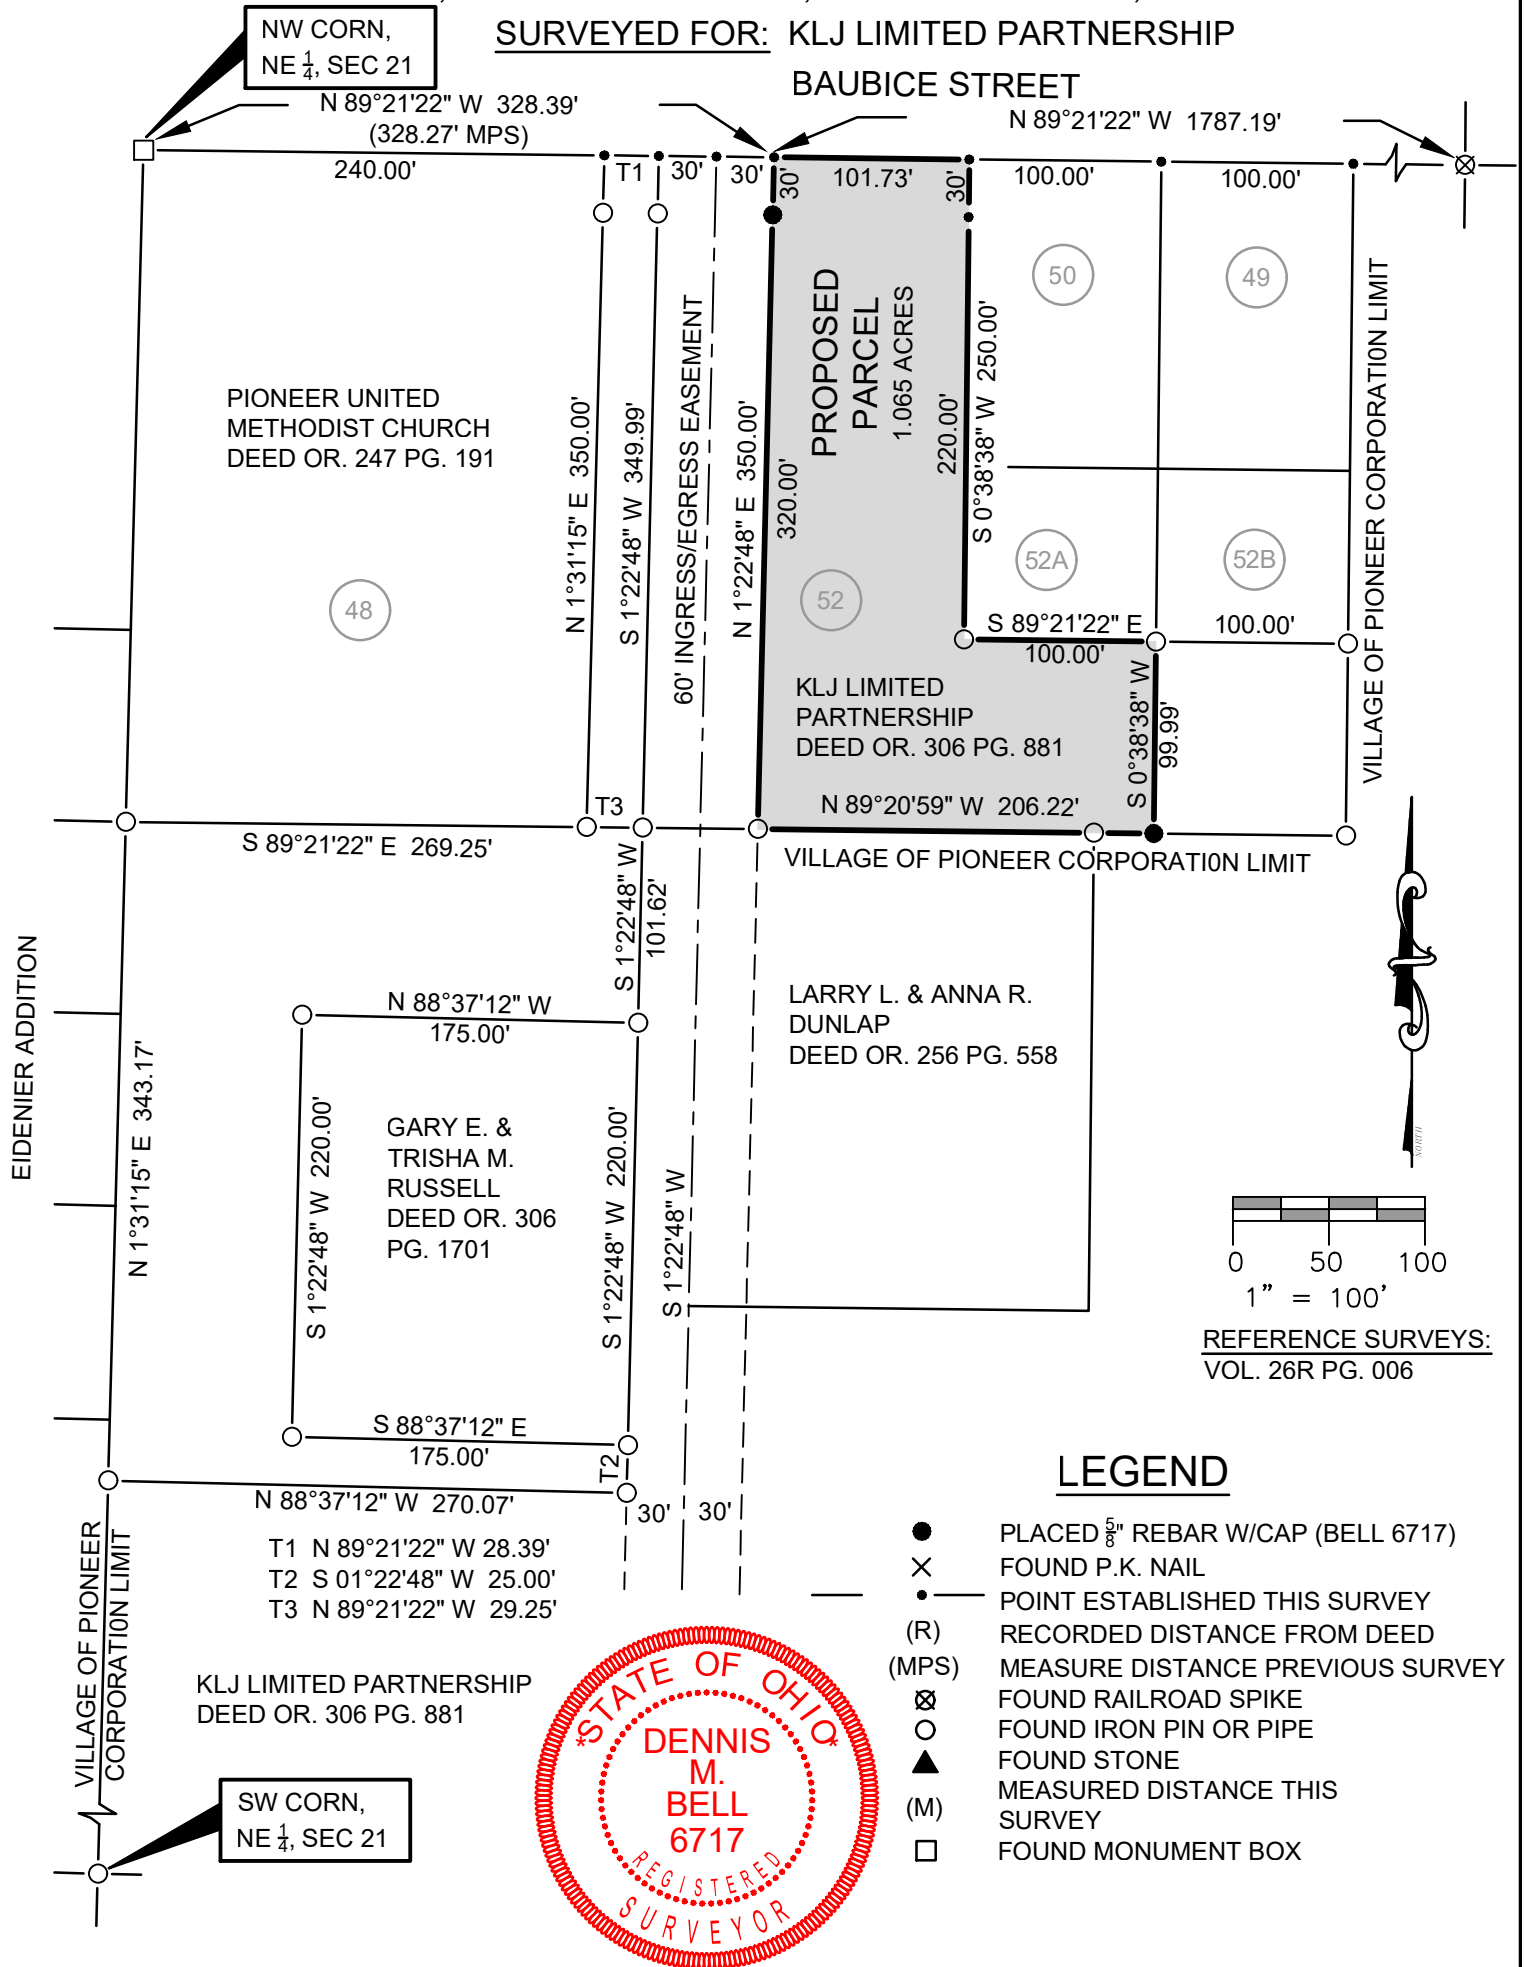 SURVEYED FOR: KLJ LIMITED PARTNERSHIP
BAUBICE STREET
NW CORN,
NE 1/4, SEC 21
N 89°21'22" W 328.39'
(328.27' MPS)
N 89°21'22" W 1787.19'
240.00'
T1
30'
30'
30'
101.73'
30'
100.00'
100.00'
50
49
PROPOSED
PARCEL
1.065 ACRES
60' INGRESS/EGRESS EASEMENT
PIONEER UNITED
METHODIST CHURCH
DEED OR. 247 PG. 191
N 1°31'15" E 350.00'
S 1°22'48" W 349.99'
N 1°22'48" E 350.00'
320.00'
220.00'
S 0°38'38" W 250.00'
VILLAGE OF PIONEER CORPORATI0N LIMIT
48
52
52A
52B
S 89°21'22" E
100.00'
100.00'
KLJ LIMITED
PARTNERSHIP
DEED OR. 306 PG. 881
S 0°38'38" W
99.99'
N 89°20'59" W 206.22'
T3
S 89°21'22" E 269.25'
VILLAGE OF PIONEER CORPORATI0N LIMIT
S 1°22'48" W
101.62'
EIDENIER ADDITION
N 1°31'15" E 343.17'
N 88°37'12" W
175.00'
LARRY L. & ANNA R.
DUNLAP
DEED OR. 256 PG. 558
GARY E. &
TRISHA M.
RUSSELL
DEED OR. 306
PG. 1701
S 1°22'48" W 220.00'
S 1°22'48" W 220.00'
S 1°22'48" W
NORTH
0 50 100
1" = 100'
REFERENCE SURVEYS:
VOL. 26R PG. 006
S 88°37'12" E
175.00'
T2
N 88°37'12" W 270.07'
30'
30'
T1 N 89°21'22" W 28.39'
T2 S 01°22'48" W 25.00'
T3 N 89°21'22" W 29.25'
VILLAGE OF PIONEER
CORPORATI0N LIMIT
KLJ LIMITED PARTNERSHIP
DEED OR. 306 PG. 881
SW CORN,
NE 1/4, SEC 21
*STATE OF OHIO*
DENNIS
M.
BELL
6717
REGISTERED
SURVEYOR
LEGEND
PLACED 5/8" REBAR W/CAP (BELL 6717)
FOUND P.K. NAIL
POINT ESTABLISHED THIS SURVEY
(R) RECORDED DISTANCE FROM DEED
(MPS) MEASURE DISTANCE PREVIOUS SURVEY
FOUND RAILROAD SPIKE
FOUND IRON PIN OR PIPE
FOUND STONE
(M) MEASURED DISTANCE THIS
SURVEY
FOUND MONUMENT BOX